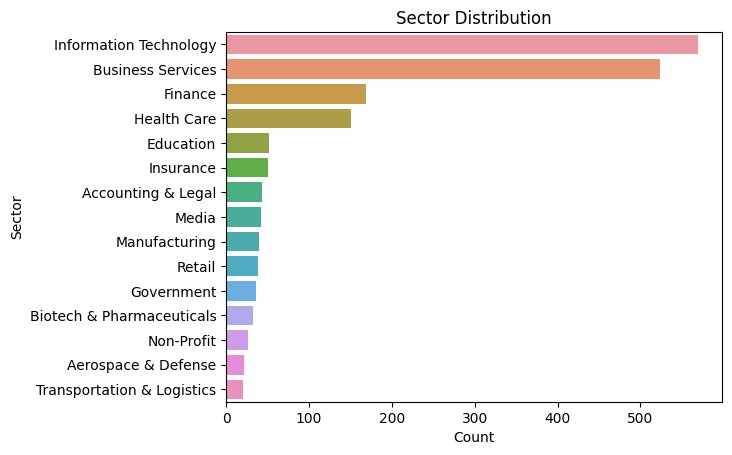 Sector Distribution
Sector
Information Technology
Business Services
Finance
Health Care
Education
Insurance
Accounting & Legal
Media
Manufacturing
Retail
Government
Biotech & Pharmaceuticals
Non-Profit
Aerospace & Defense
Transportation & Logistics
0 100 200 300 400 500
Count